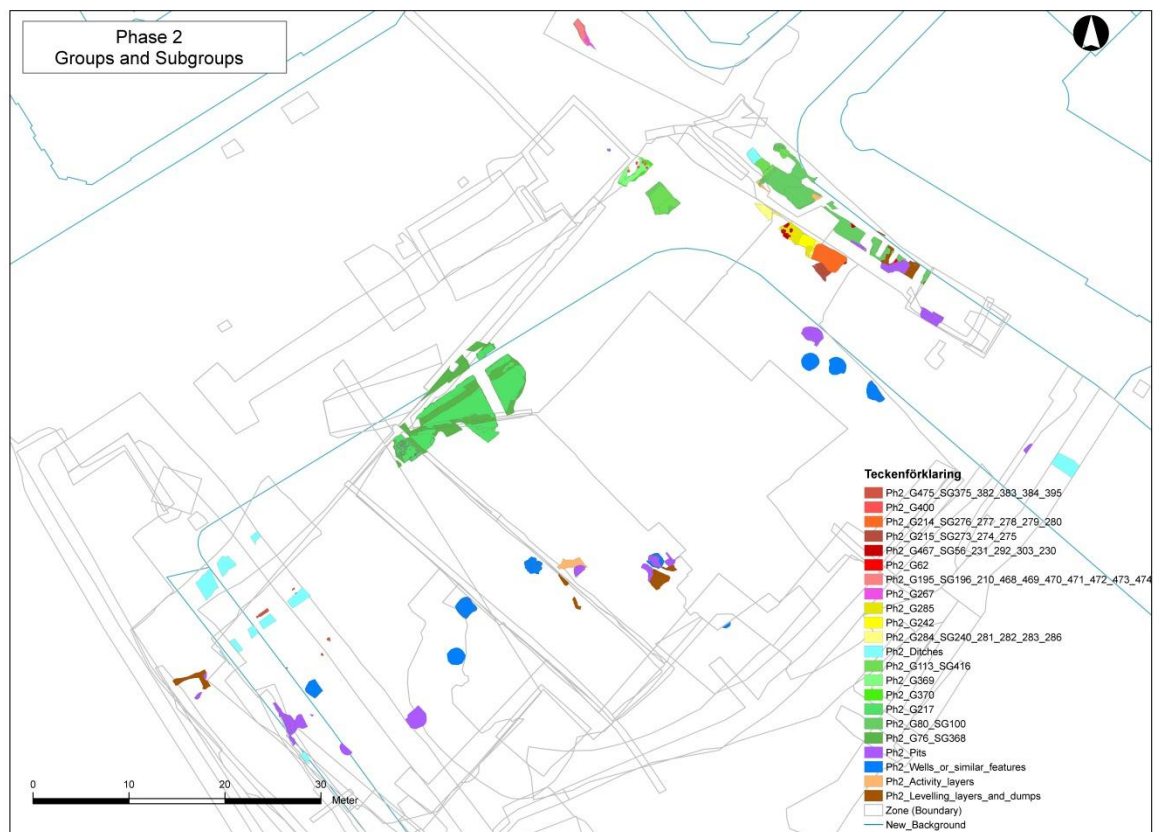 Phase 2
Groups and Subgroups
Teckenförklaring
Ph2_G475_SG375_382_383_384_395
Ph2_G400
Ph2_G214_SG276_277_278_279_280
Ph2_G215_SG273_274_275
Ph2_G467_SG56_231_292_303_230
Ph2_G62
Ph2_G195_SG196_210_468_469_470_471_472_473_474
Ph2_G267
Ph2_G285
Ph2_G242
Ph2_G284_SG240_281_282_283_286
Ph2_Ditches
Ph2_G113_SG416
Ph2_G369
Ph2_G370
Ph2_G217
Ph2_G80_SG100
Ph2_G76_SG368
Ph2_Pits
Ph2_Wells_or_similar_features
Ph2_Activity_layers
Ph2_Levelling_layers_and_dumps
Zone (Boundary)
New_Background
0 10 20 30
Meter